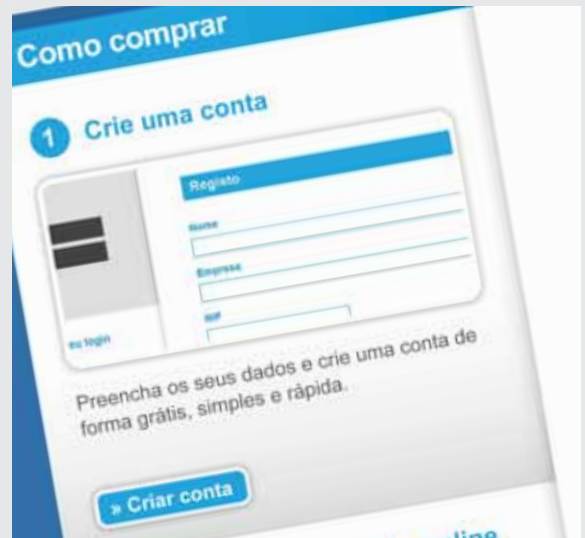 Como comprar
1 Crie uma conta
Registo
Nome
Empresa
NIF
eu login
Preencha os seus dados e crie uma conta de
forma grátis, simples e rápida.
» Criar conta